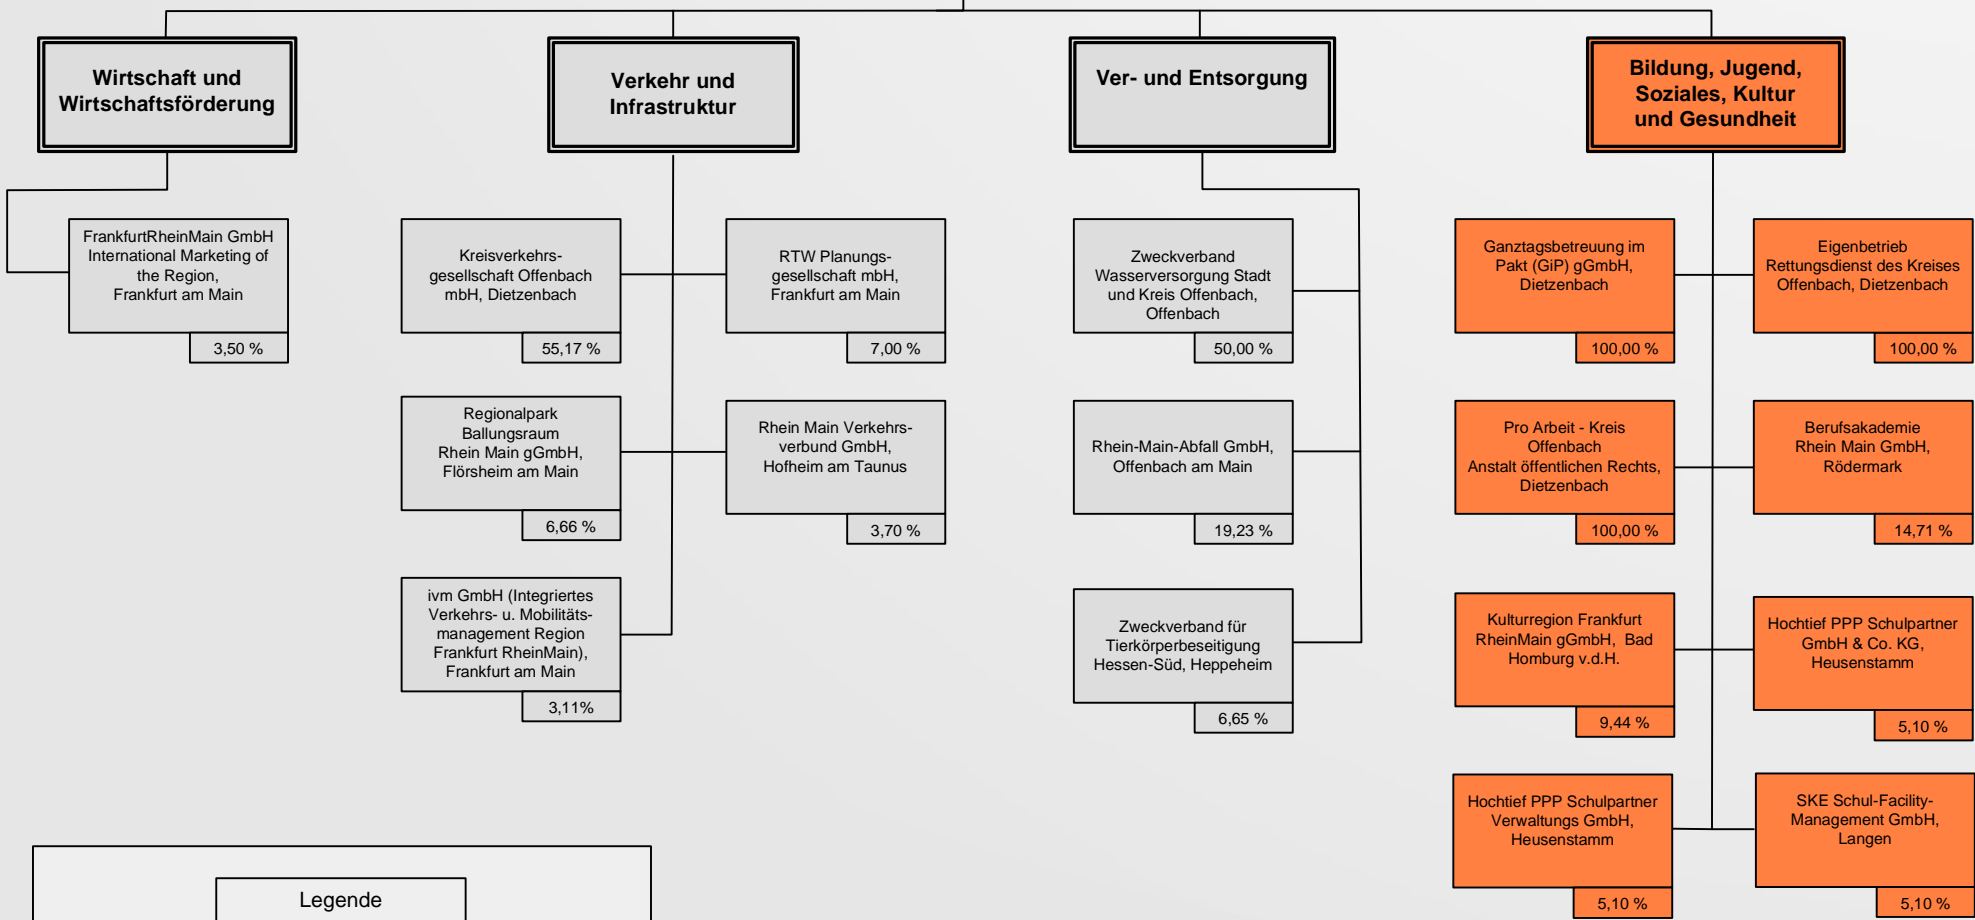 Wirtschaft und
Wirtschaftsförderung
Verkehr und
Infrastruktur
Ver- und Entsorgung
Bildung, Jugend,
Soziales, Kultur
und Gesundheit
FrankfurtRheinMain GmbH
International Marketing of
the Region,
Frankfurt am Main
3,50 %
Kreisverkehrs-
gesellschaft Offenbach
mbH, Dietzenbach
55,17 %
RTW Planungs-
gesellschaft mbH,
Frankfurt am Main
7,00 %
Regionalpark
Ballungsraum
Rhein Main gGmbH,
Flörsheim am Main
6,66 %
Rhein Main Verkehrs-
verbund GmbH,
Hofheim am Taunus
3,70 %
ivm GmbH (Integriertes
Verkehrs- u. Mobilitäts-
management Region
Frankfurt RheinMain),
Frankfurt am Main
3,11%
Zweckverband
Wasserversorgung Stadt
und Kreis Offenbach,
Offenbach
50,00 %
Rhein-Main-Abfall GmbH,
Offenbach am Main
19,23 %
Zweckverband für
Tierkörperbeseitigung
Hessen-Süd, Heppeheim
6,65 %
Ganztagsbetreuung im
Pakt (GiP) gGmbH,
Dietzenbach
100,00 %
Eigenbetrieb
Rettungsdienst des Kreises
Offenbach, Dietzenbach
100,00 %
Pro Arbeit - Kreis
Offenbach
Anstalt öffentlichen Rechts,
Dietzenbach
100,00 %
Berufsakademie
Rhein Main GmbH,
Rödermark
14,71 %
Kulturregion Frankfurt
RheinMain gGmbH, Bad
Homburg v.d.H.
9,44 %
Hochtief PPP Schulpartner
GmbH & Co. KG,
Heusenstamm
5,10 %
Hochtief PPP Schulpartner
Verwaltungs GmbH,
Heusenstamm
5,10 %
SKE Schul-Facility-
Management GmbH,
Langen
5,10 %
Legende